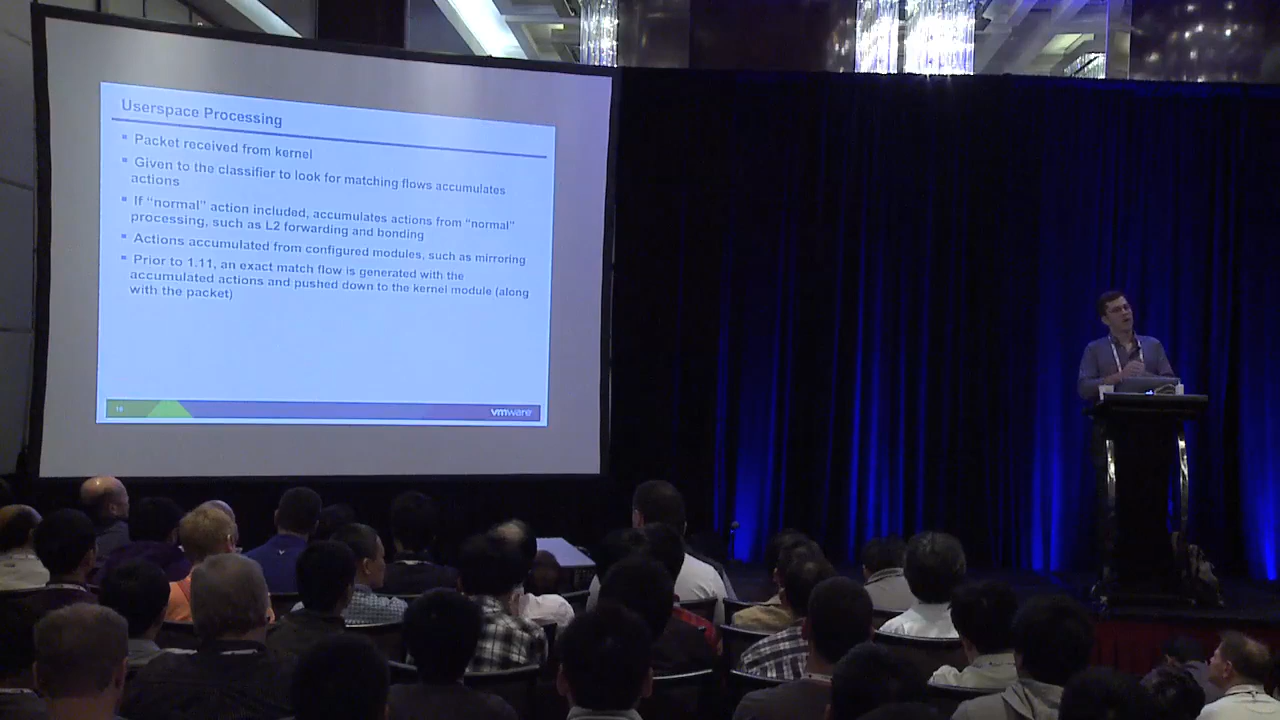 Userspace Processing
▪ Packet received from kernel
▪ Given to the classifier to look for matching flows accumulates
actions
▪ If “normal” action included, accumulates actions from “normal”
processing, such as L2 forwarding and bonding
▪ Actions accumulated from configured modules, such as mirroring
▪ Prior to 1.11, an exact match flow is generated with the
accumulated actions and pushed down to the kernel module (along
with the packet)
vmware